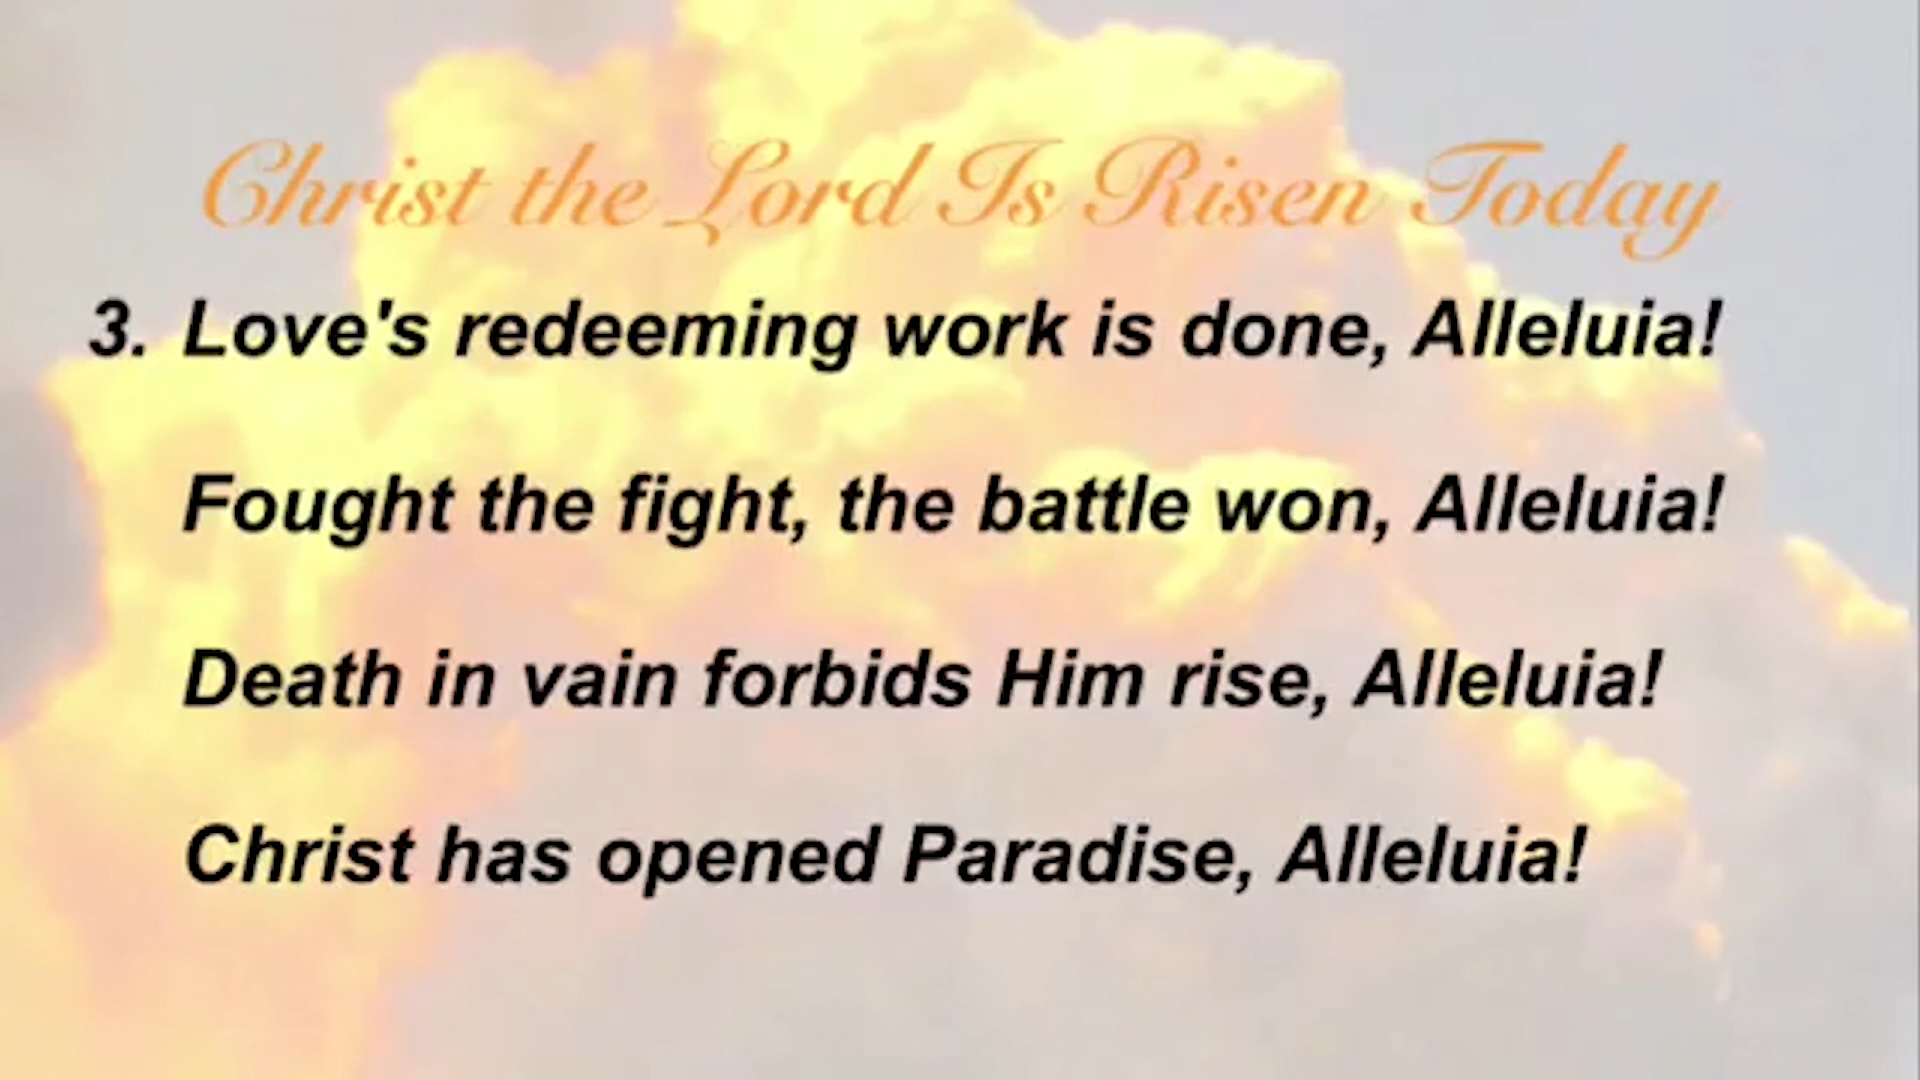 Christ the Lord Is Risen Today
3. Love's redeeming work is done, Alleluia!
Fought the fight, the battle won, Alleluia!
Death in vain forbids Him rise, Alleluia!
Christ has opened Paradise, Alleluia!